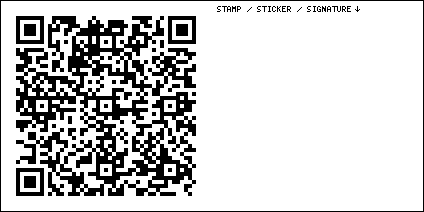 STAMP / STICKER / SIGNATURE ↓